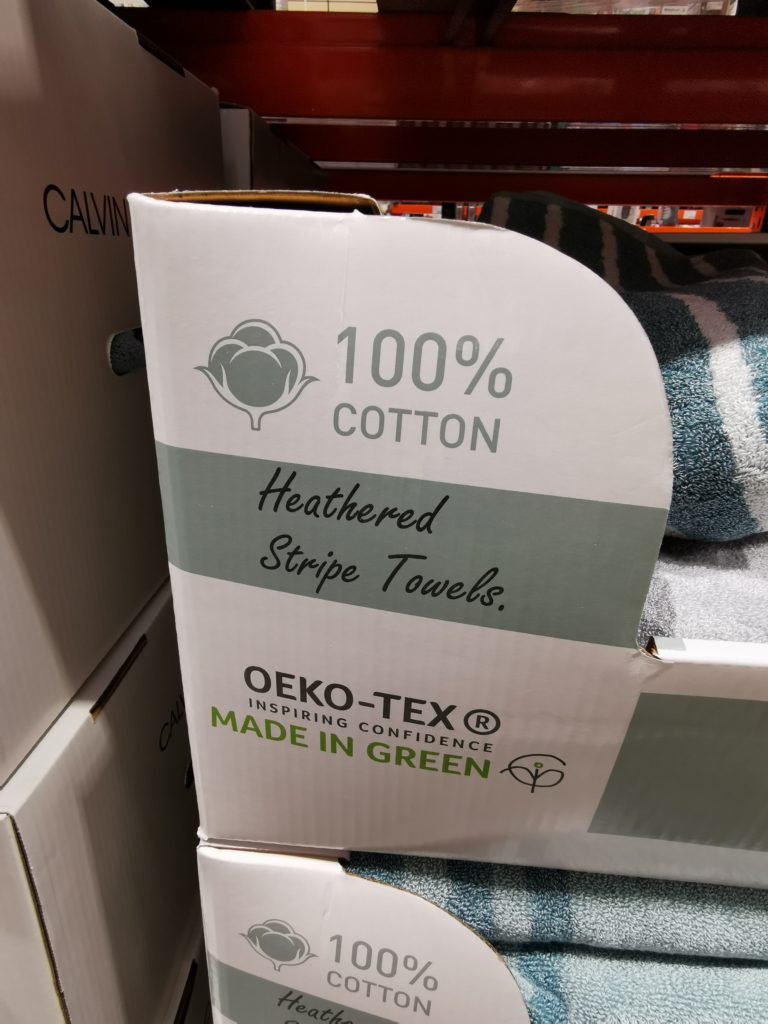 CALVIN
100%
COTTON
Heathered
Stripe Towels.
OEKO-TEX®
INSPIRING CONFIDENCE
MADE IN GREEN
100%
COTTON